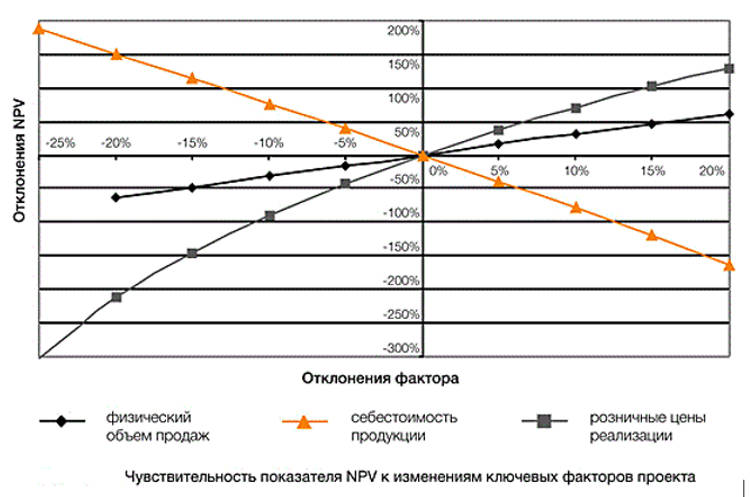 200%
150%
100%
50%
-25% -20% -15% -10% -5%
0% 5% 10% 15% 20%
-50%
-100%
-150%
-200%
-250%
-300%
Отклонения NPV
Отклонения фактора
физический
объем продаж
себестоимость
продукции
розничные цены
реализации
Чувствительность показателя NPV к изменениям ключевых факторов проекта